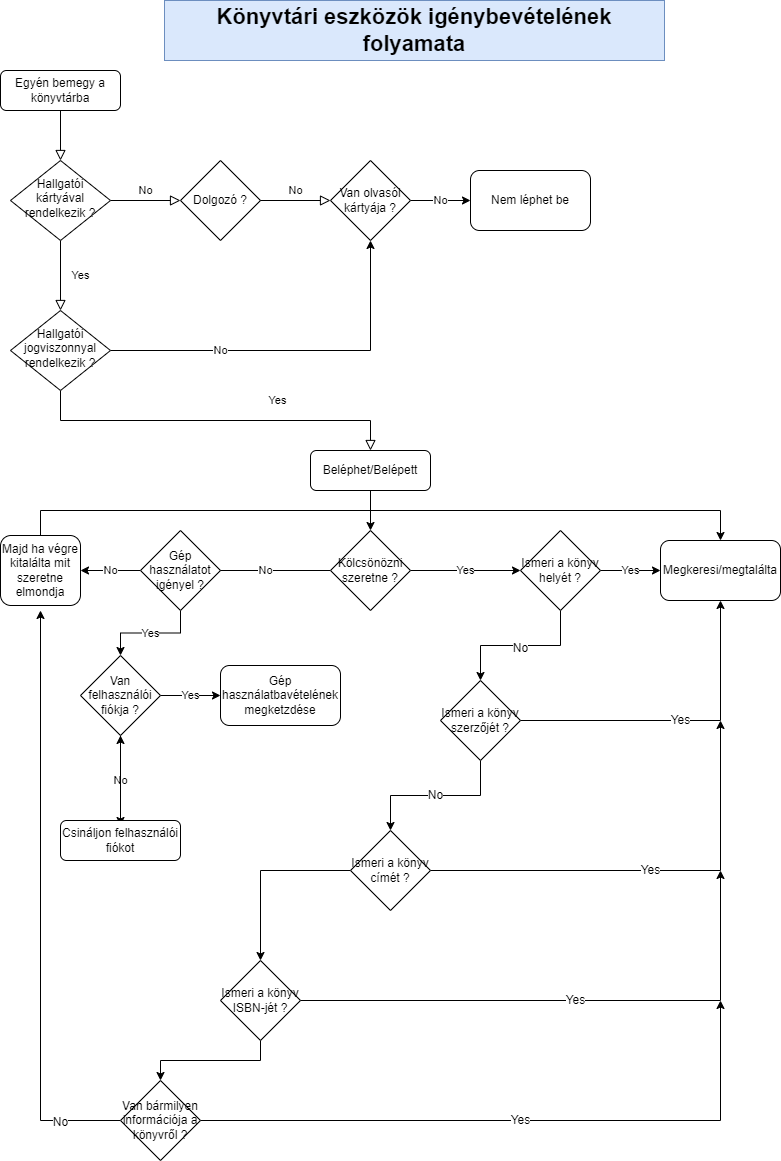 Könyvtári eszközök igénybevételének
folyamata
Egyén bemegy a
könyvtárba
Hallgatói
kártyával
rendelkezik ?
No
Dolgozó ?
No
Van olvasói
kártyája ?
No
Nem léphet be
Yes
Hallgatói
jogviszonnyal
rendelkezik ?
No
Yes
Beléphet/Belépett
Majd ha végre
kitalálta mit
szeretne
elmondja
No
Gép
használatot
igényel ?
No
Kölcsönözni
szeretne ?
Yes
Ismeri a könyv
helyét ?
Yes
Megkeresi/megtalálta
Yes
No
Van
felhasználói
fiókja ?
Yes
Gép
használatbavételének
megketzdése
Ismeri a könyv
szerzőjét ?
Yes
No
No
Csináljon felhasználói
fiókot
Ismeri a könyv
címét ?
Yes
Ismeri a könyv
ISBN-jét ?
Yes
Van bármilyen
információja a
könyvről ?
No
Yes